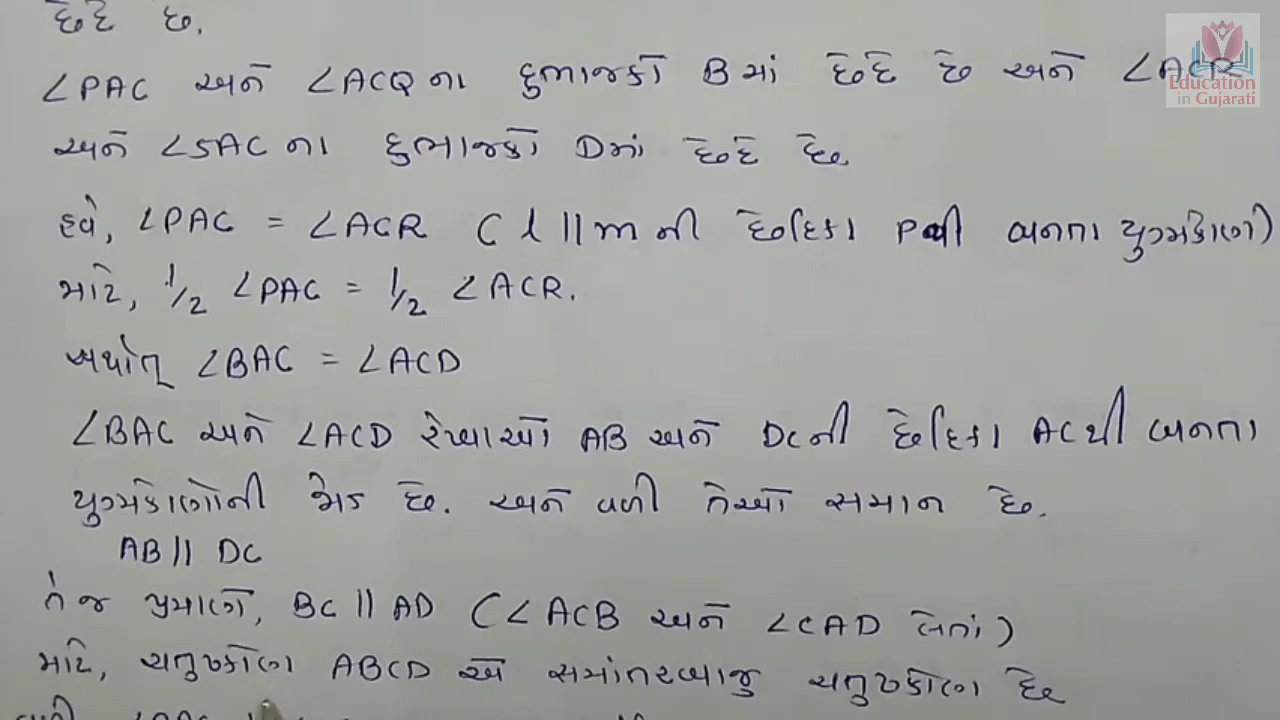 છેદે છે.
∠PAC અને ∠ACQ ના દુભાજકો B માં છેદે છે અને ∠ACR
Education
in Gujarati
અને ∠SAC ના દુભાજકો D માં છેદે છે
હવે, ∠PAC = ∠ACR ( l || m ની છેદિકા P થી બનતા યુગ્મકોણો)
માટે, 1/2 ∠PAC = 1/2 ∠ACR.
અર્થાત્ ∠BAC = ∠ACD
∠BAC અને ∠ACD રેખાઓ AB અને DC ની છેદિકા AC થી બનતા
યુગ્મકોણોની જોડ છે. અને વળી તેઓ સમાન છે.
AB || DC
તે જ પ્રમાણે, BC || AD (∠ACB અને ∠CAD લેતાં)
માટે, ચતુષ્કોણ ABCD એ સમાંતરબાજુ ચતુષ્કોણ છે